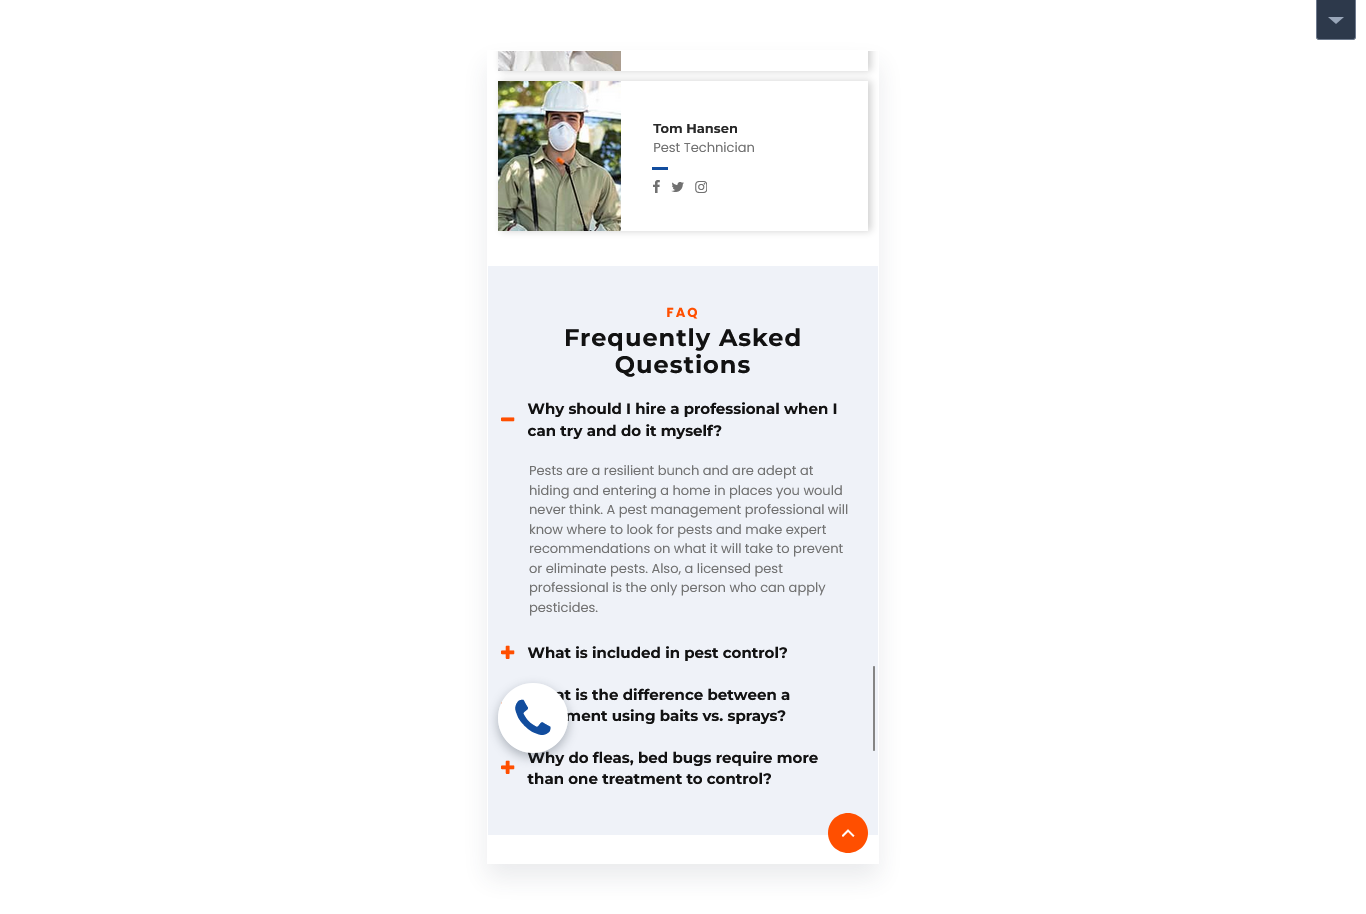 Tom Hansen
Pest Technician
FAQ
Frequently Asked
Questions
Why should I hire a professional when I
can try and do it myself?
Pests are a resilient bunch and are adept at
hiding and entering a home in places you would
never think. A pest management professional will
know where to look for pests and make expert
recommendations on what it will take to prevent
or eliminate pests. Also, a licensed pest
professional is the only person who can apply
pesticides.
What is included in pest control?
is the difference between a
using baits vs. sprays?
Why do fleas, bed bugs require more
than one treatment to control?